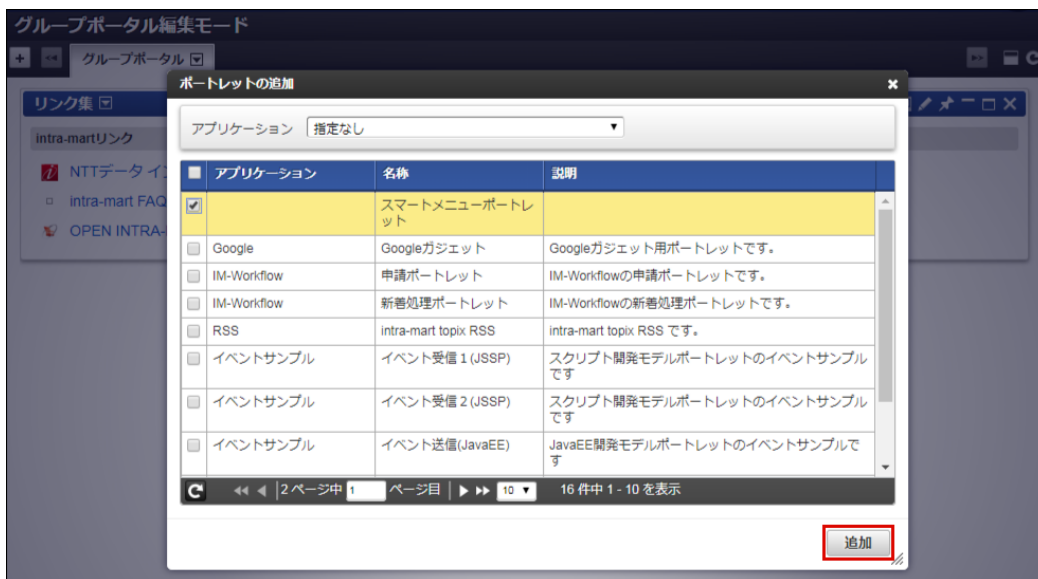 グループポータル編集モード
グループポータル
ポートレットの追加
リンク集
アプリケーション 指定なし
intra-martリンク
NTTデータ イ
intra-mart FAQ
OPEN INTRA-
アプリケーション 名称 説明
スマートメニューポートレ
ット
Google Googleガジェット Googleガジェット用ポートレットです。
IM-Workflow 申請ポートレット IM-Workflowの申請ポートレットです。
IM-Workflow 新着処理ポートレット IM-Workflowの新着処理ポートレットです。
RSS intra-mart topix RSS intra-mart topix RSS です。
イベントサンプル イベント受信1(JSSP) スクリプト開発モデルポートレットのイベントサンプル
です
イベントサンプル イベント受信2(JSSP) スクリプト開発モデルポートレットのイベントサンプル
です
イベントサンプル イベント送信(JavaEE) JavaEE開発モデルポートレットのイベントサンプルで
す
2 ページ中 1 ページ目 10 16 件中 1 - 10 を表示
追加